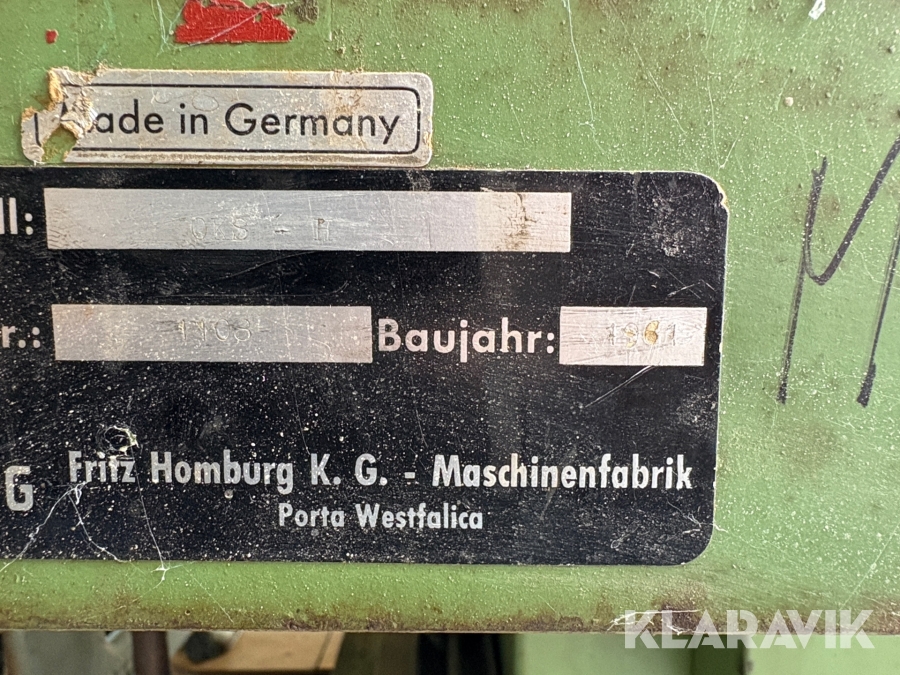 ade in Germany
ll:
r.: Baujahr:
G Fritz Homburg K. G. - Maschinenfabrik
Porta Westfalica
KLARAVIK